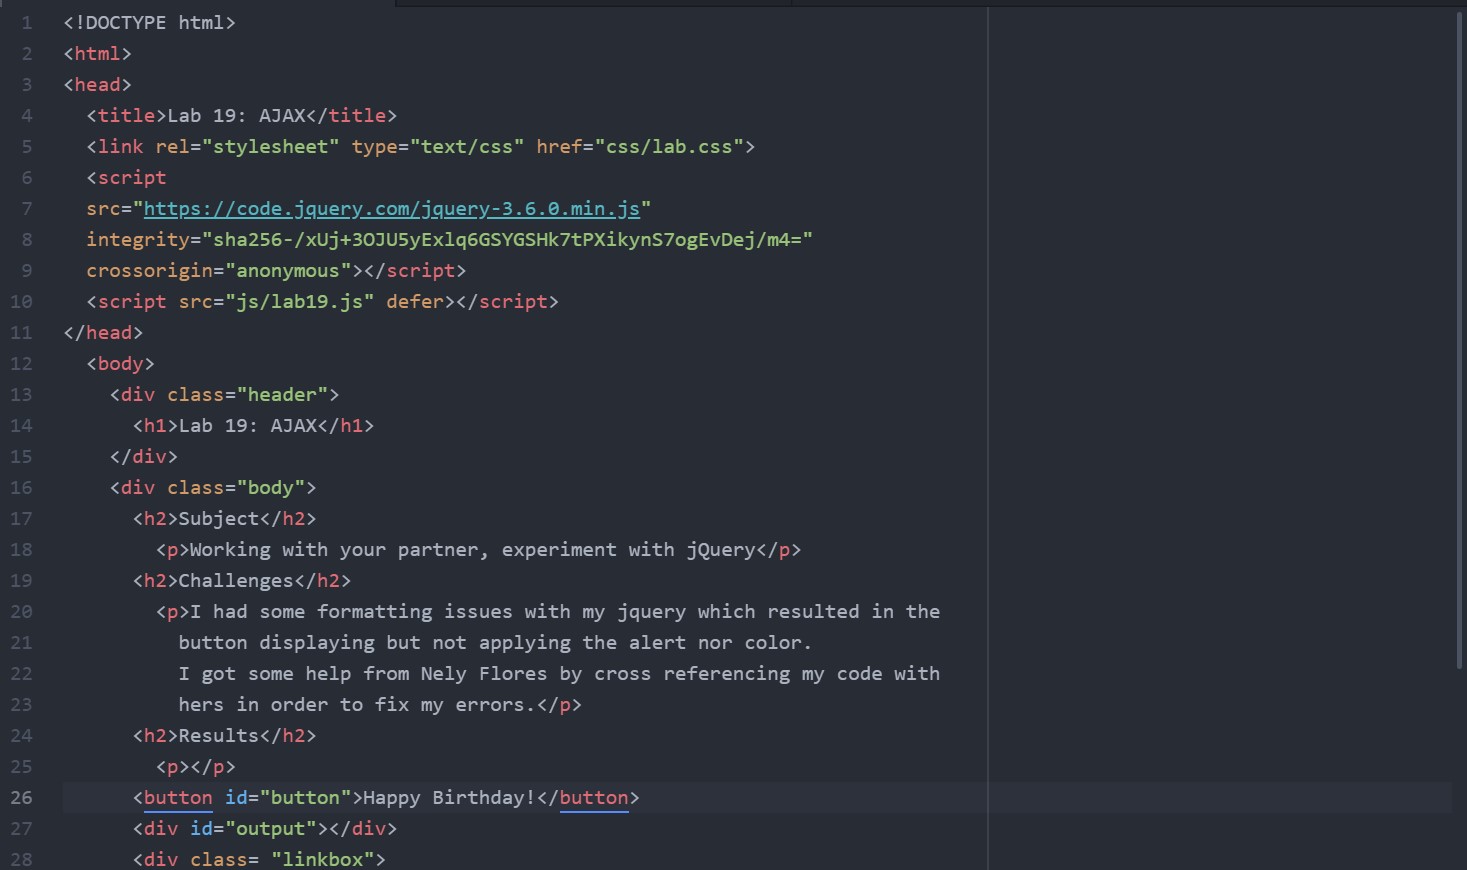 1 <!DOCTYPE html>
2 <html>
3 <head>
4 <title>Lab 19: AJAX</title>
5 <link rel="stylesheet" type="text/css" href="css/lab.css">
6 <script
7 src="https://code.jquery.com/jquery-3.6.0.min.js"
8 integrity="sha256-/xUj+3OJU5yExlq6GSYGSHk7tPXikynS7ogEvDej/m4="
9 crossorigin="anonymous"></script>
10 <script src="js/lab19.js" defer></script>
11 </head>
12 <body>
13 <div class="header">
14 <h1>Lab 19: AJAX</h1>
15 </div>
16 <div class="body">
17 <h2>Subject</h2>
18 <p>Working with your partner, experiment with jQuery</p>
19 <h2>Challenges</h2>
20 <p>I had some formatting issues with my jquery which resulted in the
21 button displaying but not applying the alert nor color.
22 I got some help from Nely Flores by cross referencing my code with
23 hers in order to fix my errors.</p>
24 <h2>Results</h2>
25 <p></p>
26 <button id="button">Happy Birthday!</button>
27 <div id="output"></div>
28 <div class= "linkbox">